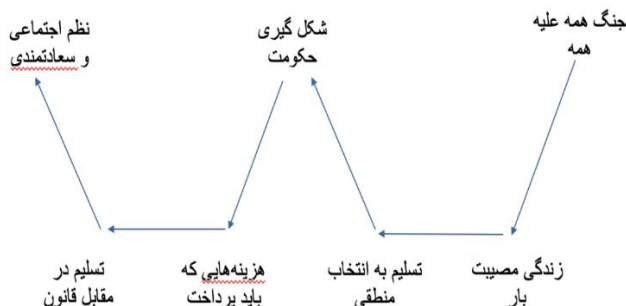 جنگ همه علیه
همه
شکل گیری
حکومت
نظم اجتماعی
و سعادتمندی
زندگی مصیبت
بار
تسلیم به انتخاب
منطقی
هزینه‌هایی که
باید پرداخت
تسلیم در
مقابل قانون